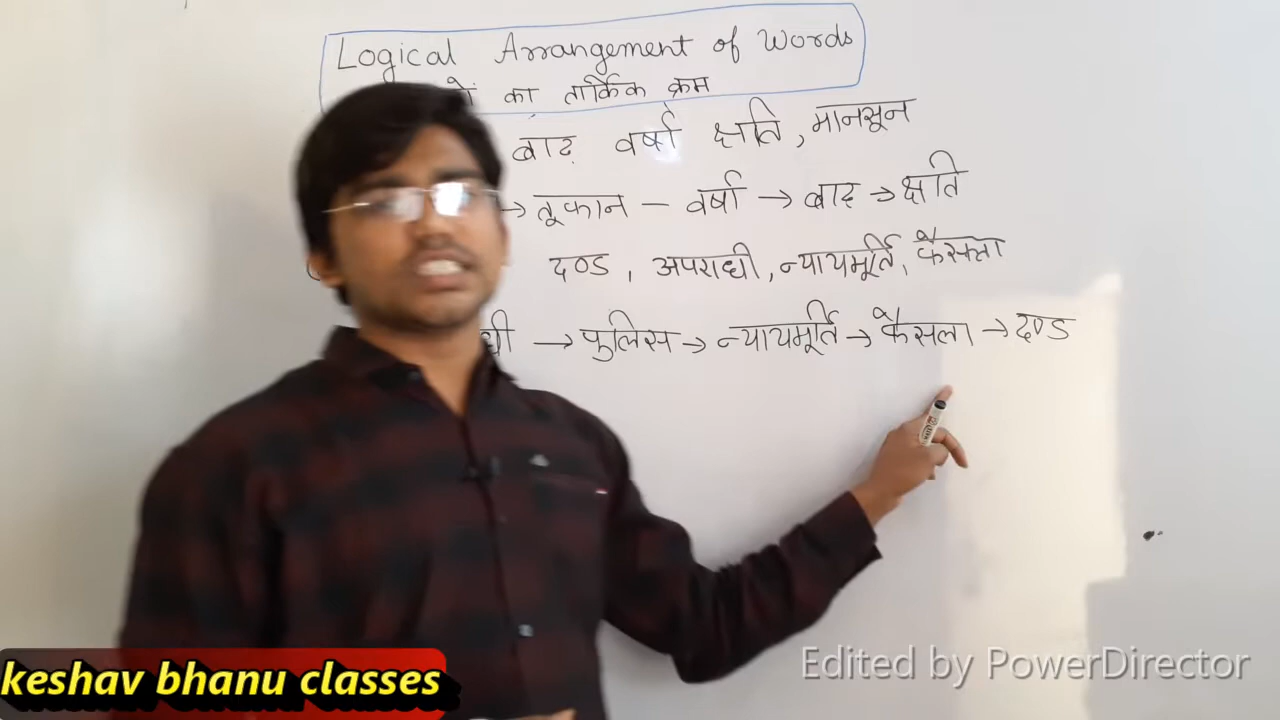 Logical Arrangement of Words
का तार्किक क्रम
बाढ़ वर्षा क्षति, मानसून
→ तूफान – वर्षा → बाढ़ → क्षति
दण्ड, अपराधी, न्यायमूर्ति, फैसला
धी → पुलिस → न्यायमूर्ति → फैसला → दण्ड
keshav bhanu classes
Edited by PowerDirector